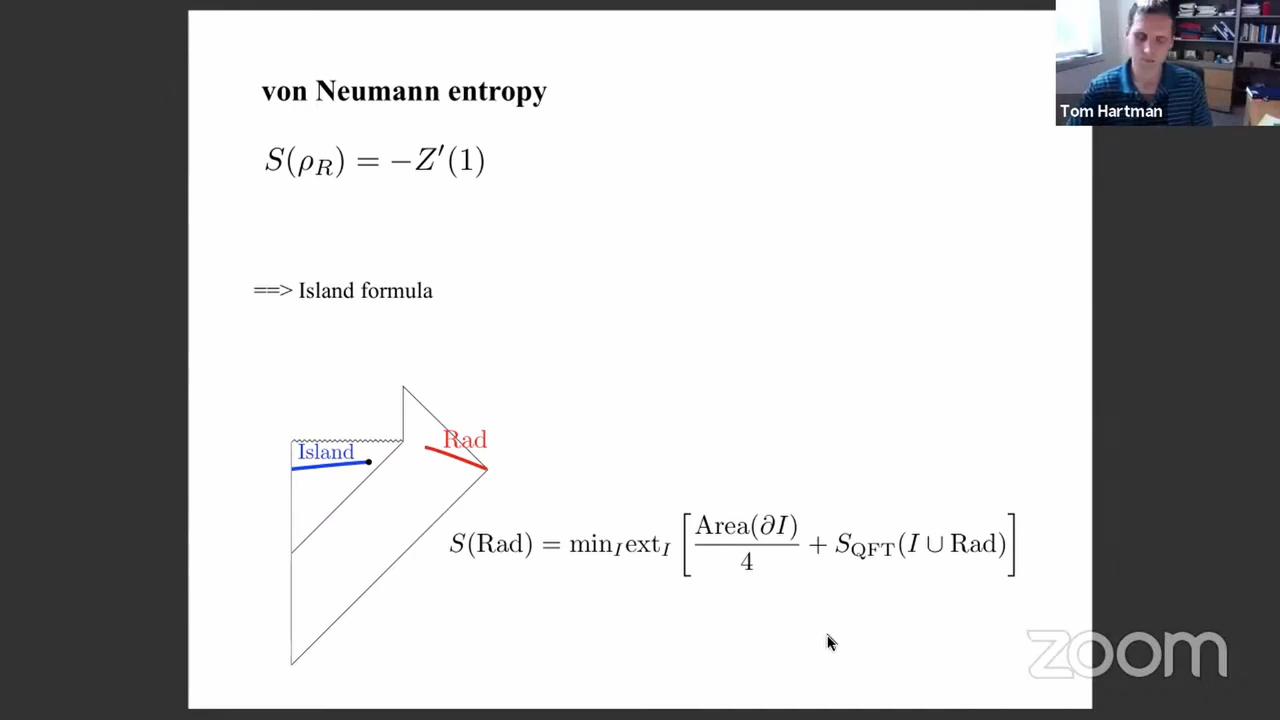 von Neumann entropy
S(ρ_R) = −Z′(1)
==> Island formula
Island
Rad
S(Rad) = min_I ext_I [ Area(∂I) / 4 + S_QFT(I ∪ Rad) ]
Tom Hartman
zoom